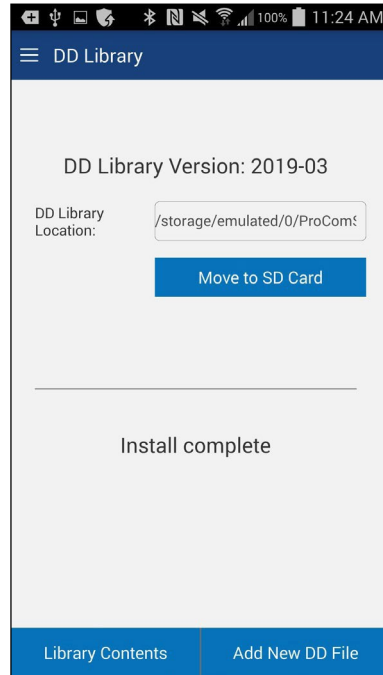 100% 11:24 AM
DD Library
DD Library Version: 2019-03
DD Library
Location:
/storage/emulated/0/ProComS
Move to SD Card
Install complete
Library Contents
Add New DD File